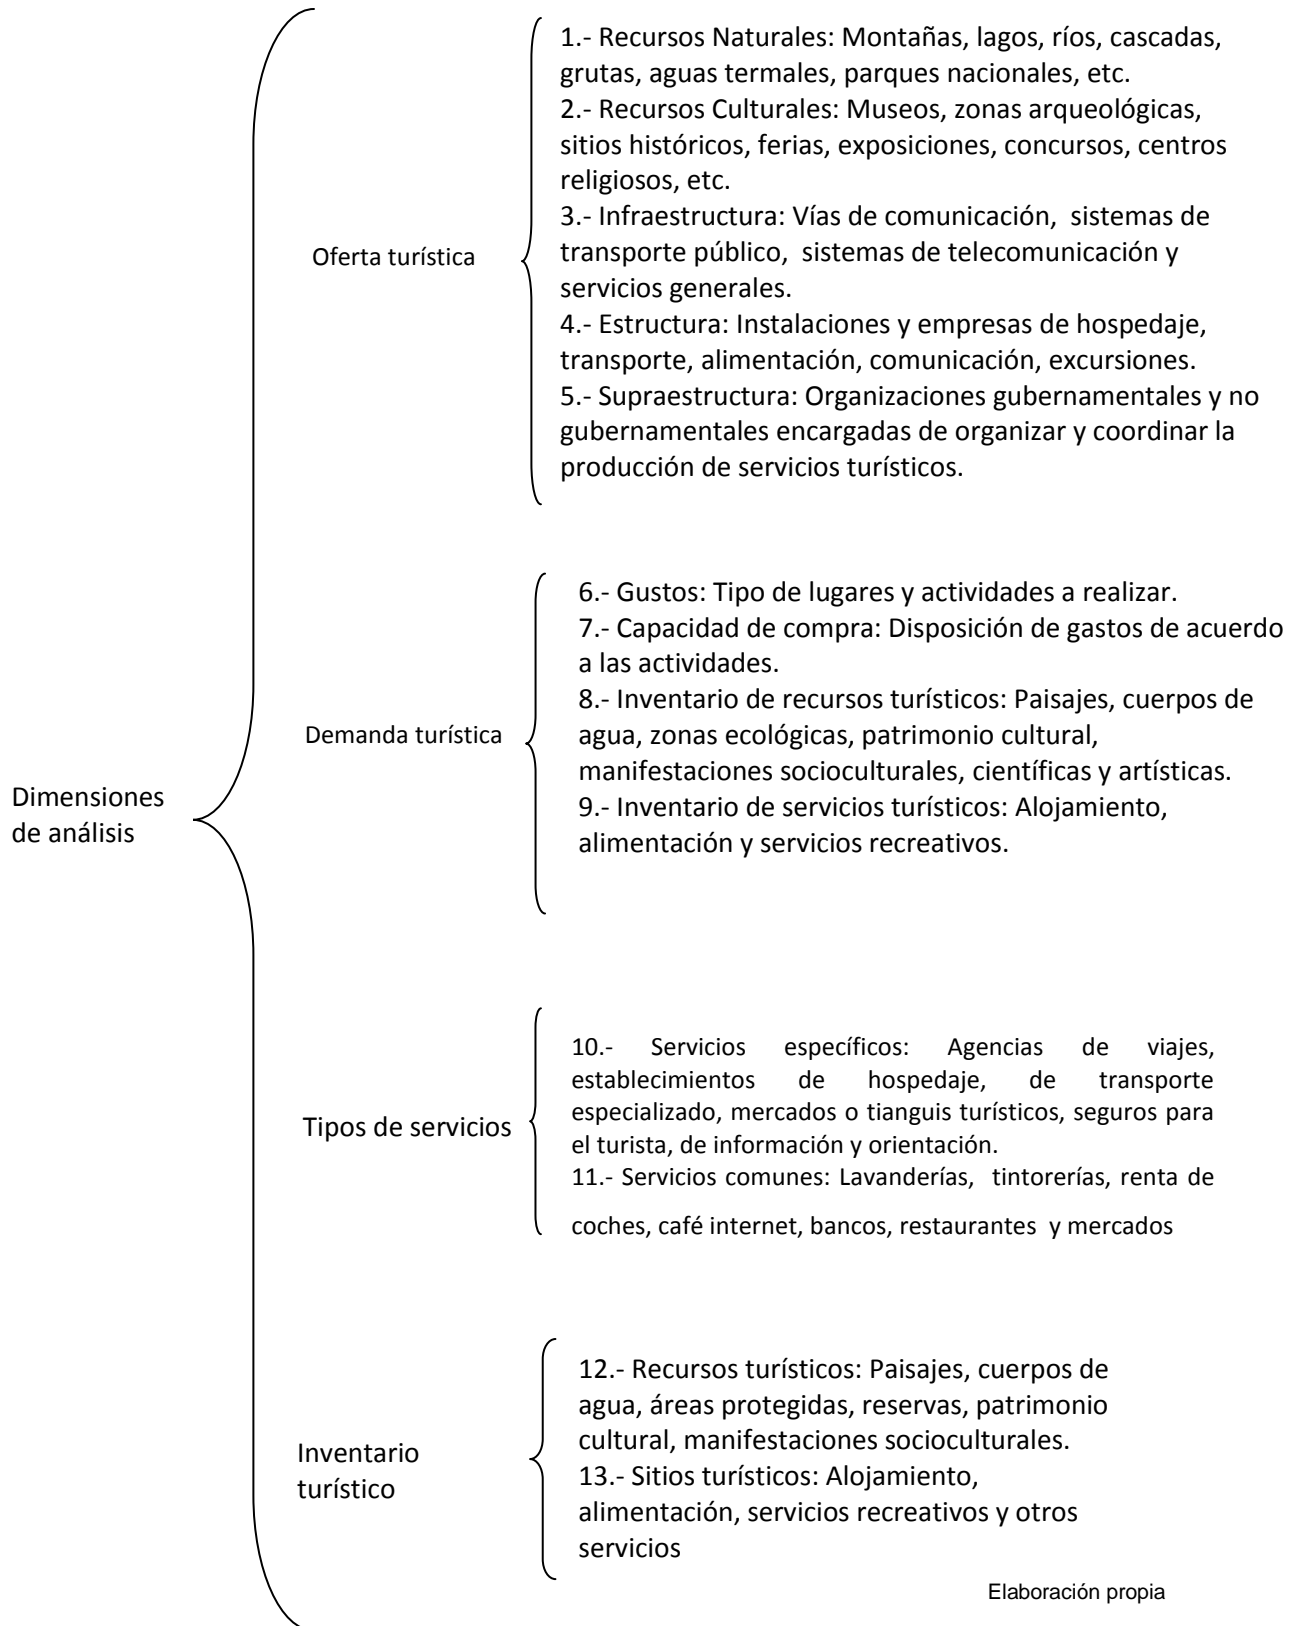 Dimensiones
de análisis
Oferta turística
1.- Recursos Naturales: Montañas, lagos, ríos, cascadas,
grutas, aguas termales, parques nacionales, etc.
2.- Recursos Culturales: Museos, zonas arqueológicas,
sitios históricos, ferias, exposiciones, concursos, centros
religiosos, etc.
3.- Infraestructura: Vías de comunicación, sistemas de
transporte público, sistemas de telecomunicación y
servicios generales.
4.- Estructura: Instalaciones y empresas de hospedaje,
transporte, alimentación, comunicación, excursiones.
5.- Supraestructura: Organizaciones gubernamentales y no
gubernamentales encargadas de organizar y coordinar la
producción de servicios turísticos.
Demanda turística
6.- Gustos: Tipo de lugares y actividades a realizar.
7.- Capacidad de compra: Disposición de gastos de acuerdo
a las actividades.
8.- Inventario de recursos turísticos: Paisajes, cuerpos de
agua, zonas ecológicas, patrimonio cultural,
manifestaciones socioculturales, científicas y artísticas.
9.- Inventario de servicios turísticos: Alojamiento,
alimentación y servicios recreativos.
Tipos de servicios
10.- Servicios específicos: Agencias de viajes,
establecimientos de hospedaje, de transporte
especializado, mercados o tianguis turísticos, seguros para
el turista, de información y orientación.
11.- Servicios comunes: Lavanderías, tintorerías, renta de
coches, café internet, bancos, restaurantes y mercados
Inventario
turístico
12.- Recursos turísticos: Paisajes, cuerpos de
agua, áreas protegidas, reservas, patrimonio
cultural, manifestaciones socioculturales.
13.- Sitios turísticos: Alojamiento,
alimentación, servicios recreativos y otros
servicios
Elaboración propia